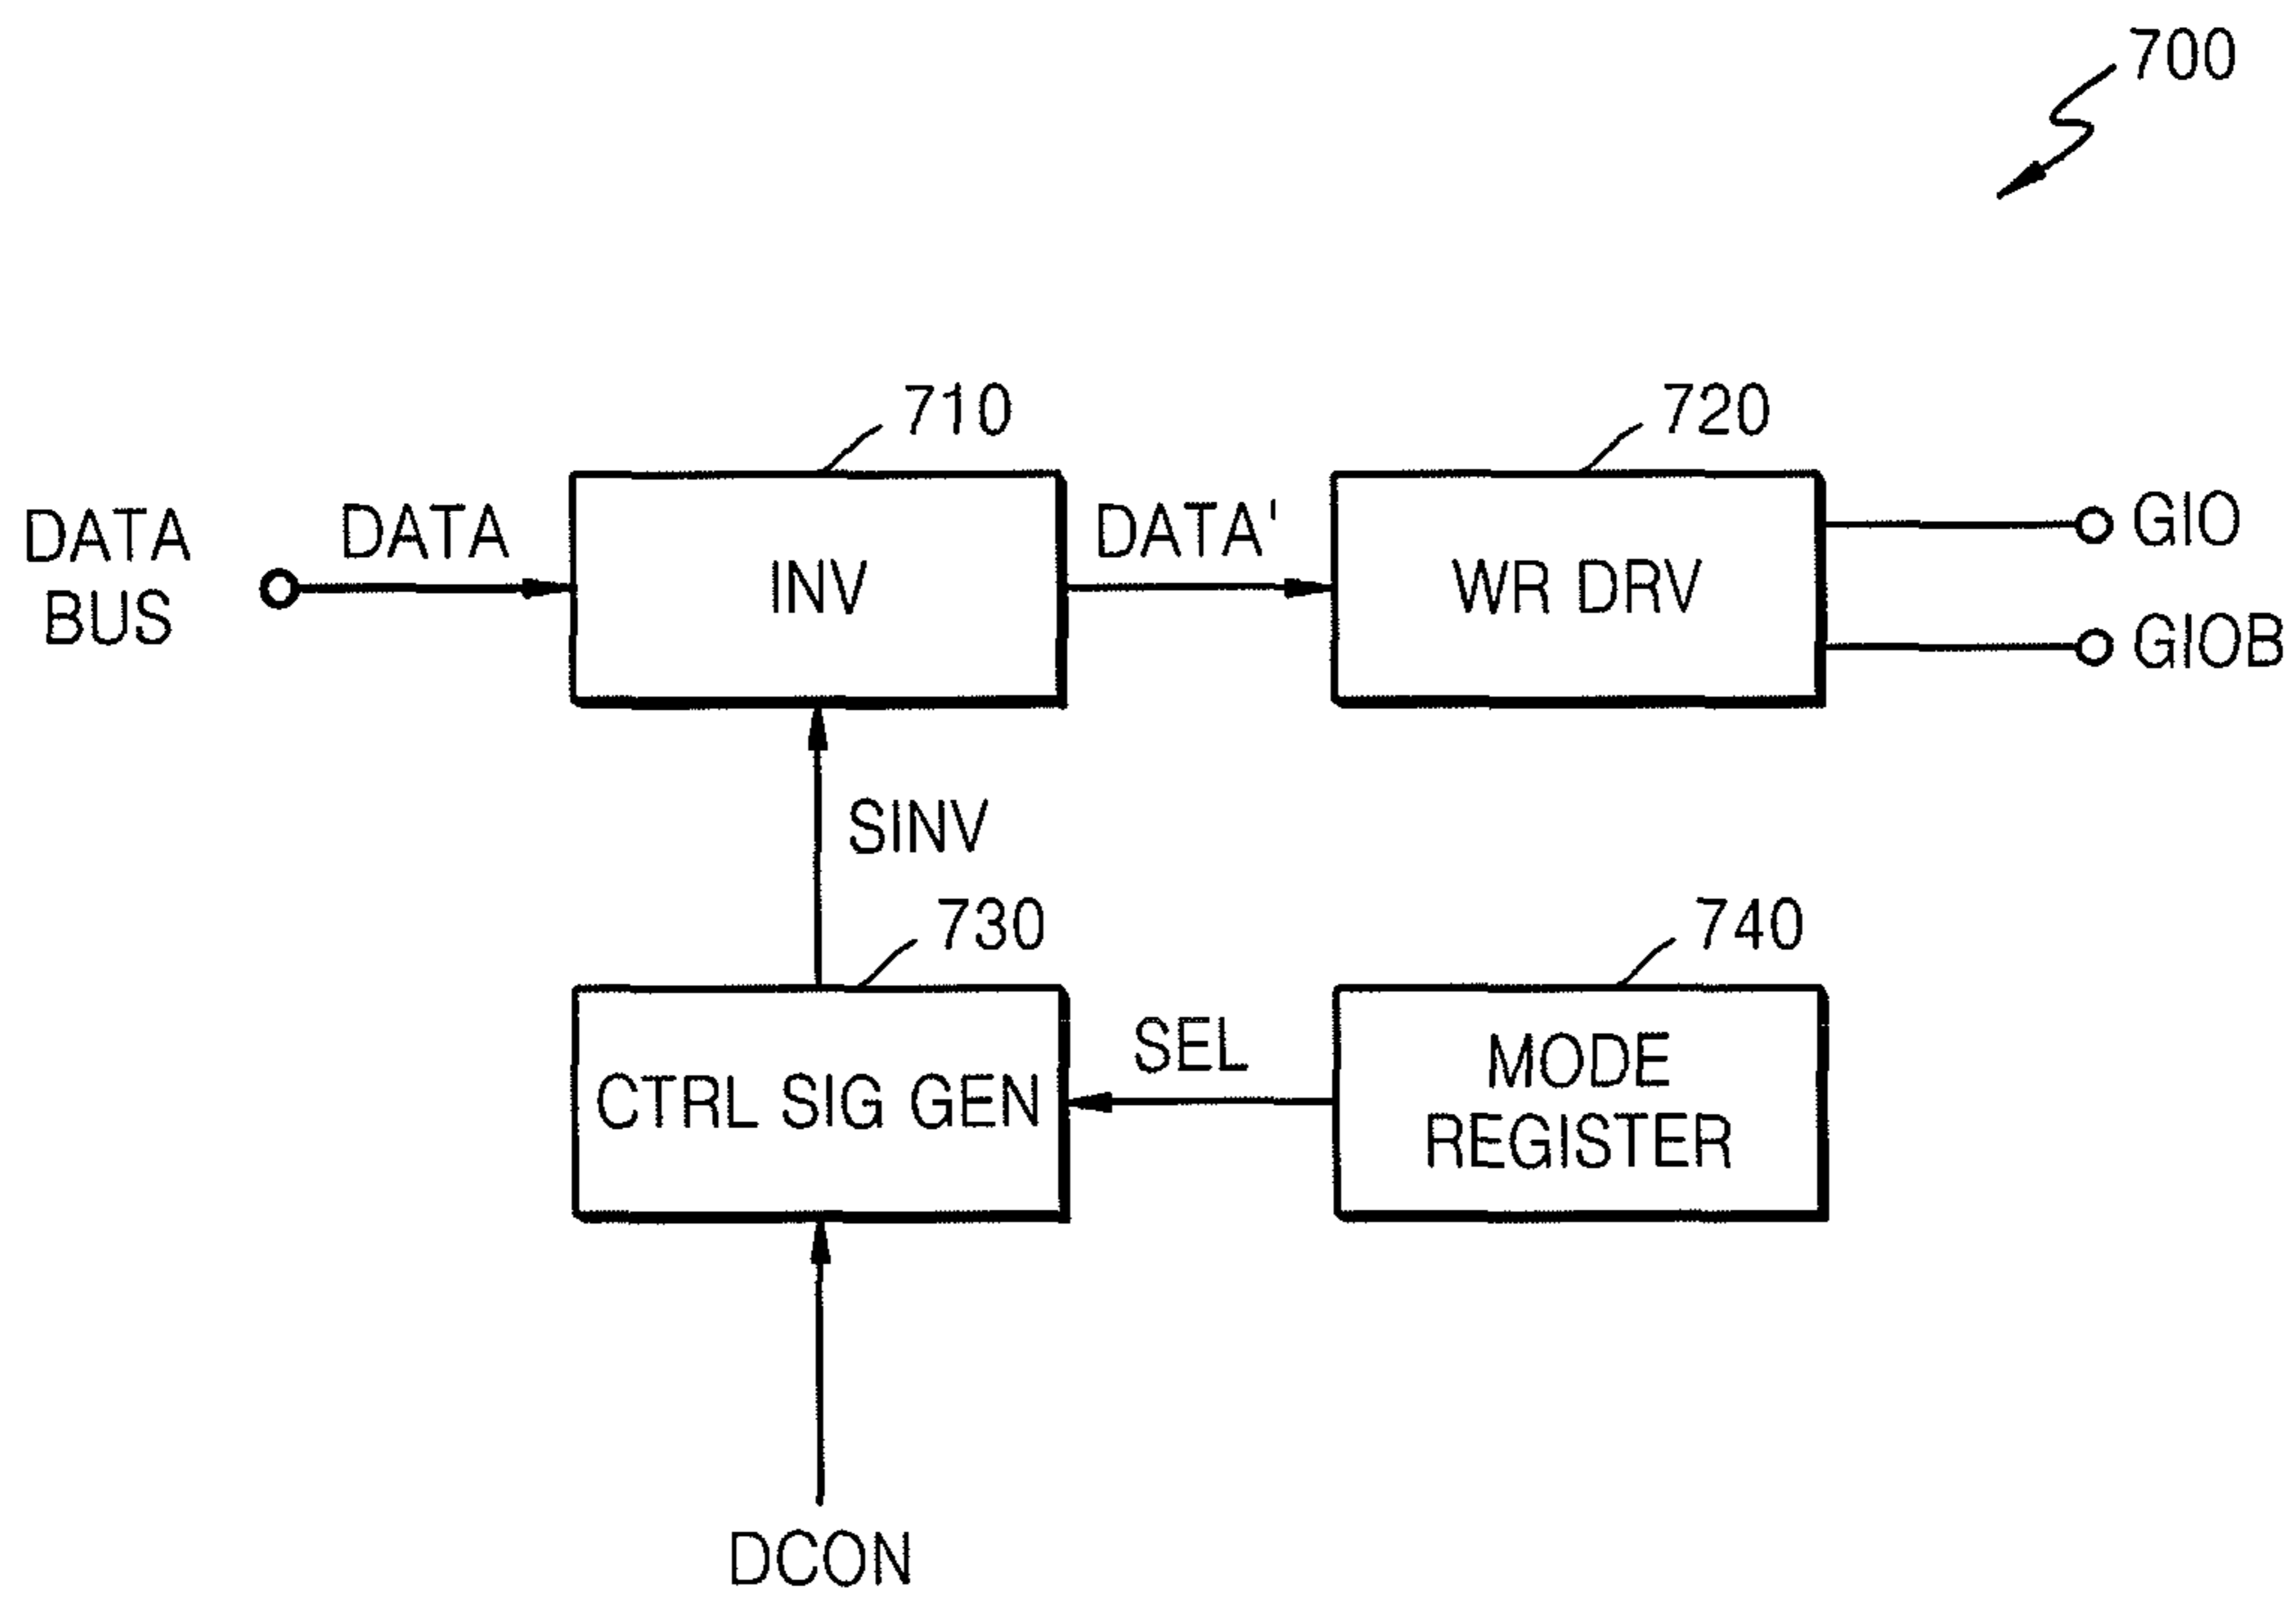 700
710
720
DATA BUS
DATA
INV
DATA'
WR DRV
GIO
GIOB
SINV
730
740
CTRL SIG GEN
SEL
MODE
REGISTER
DCON